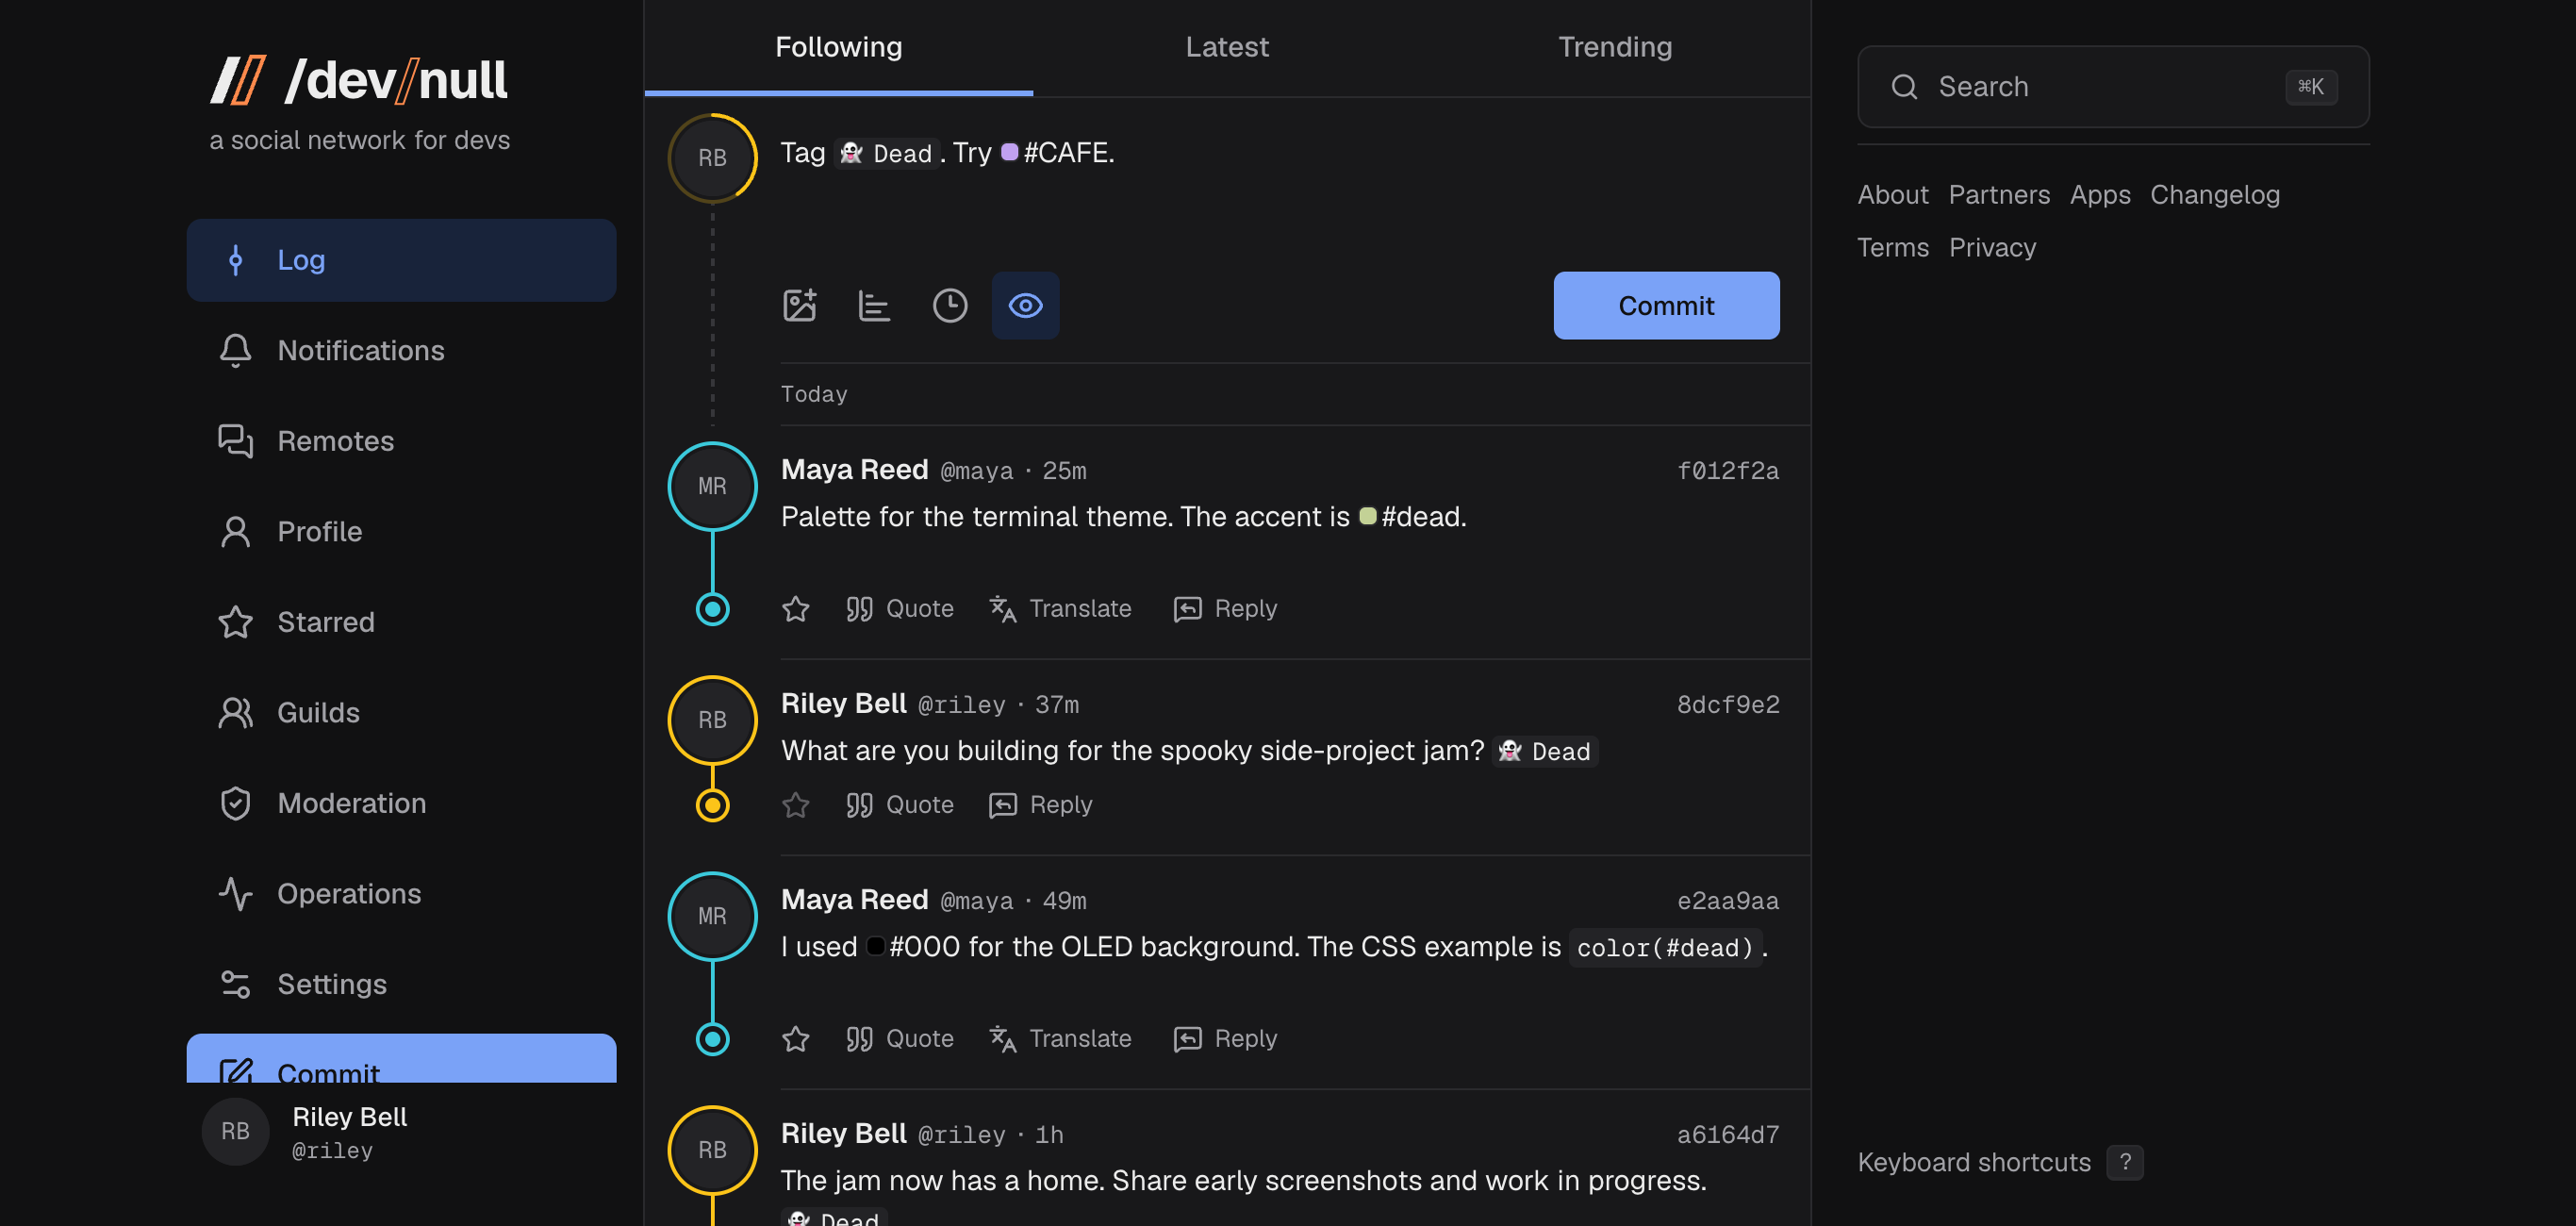 /dev//null
a social network for devs
Log
Notifications
Remotes
Profile
Starred
Guilds
Moderation
Operations
Settings
Commit
RB
Riley Bell
@riley
Following
Latest
Trending
RB
Tag 👻 Dead. Try #CAFE.
Commit
Today
MR
Maya Reed @maya · 25m
f012f2a
Palette for the terminal theme. The accent is #dead.
Quote
Translate
Reply
RB
Riley Bell @riley · 37m
8dcf9e2
What are you building for the spooky side-project jam? 👻 Dead
Quote
Reply
MR
Maya Reed @maya · 49m
e2aa9aa
I used #000 for the OLED background. The CSS example is color(#dead).
Quote
Translate
Reply
RB
Riley Bell @riley · 1h
a6164d7
The jam now has a home. Share early screenshots and work in progress.
👻 Dead
Search
⌘K
About Partners Apps Changelog
Terms Privacy
Keyboard shortcuts ?